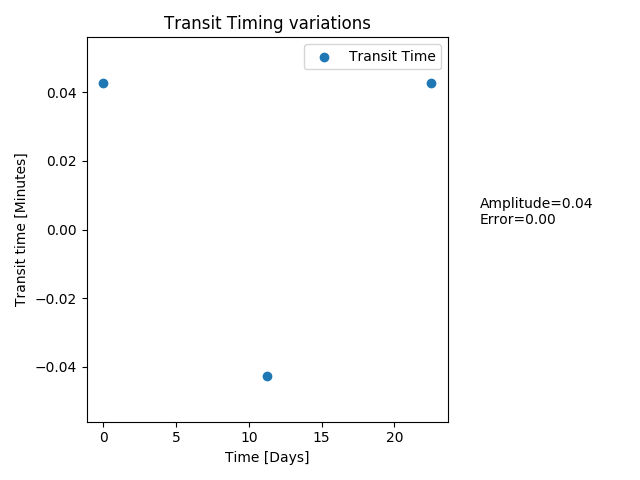 Transit Timing variations
Transit Time
0.04
0.02
0.00
−0.02
−0.04
Transit time [Minutes]
0
5
10
15
20
Time [Days]
Amplitude=0.04
Error=0.00